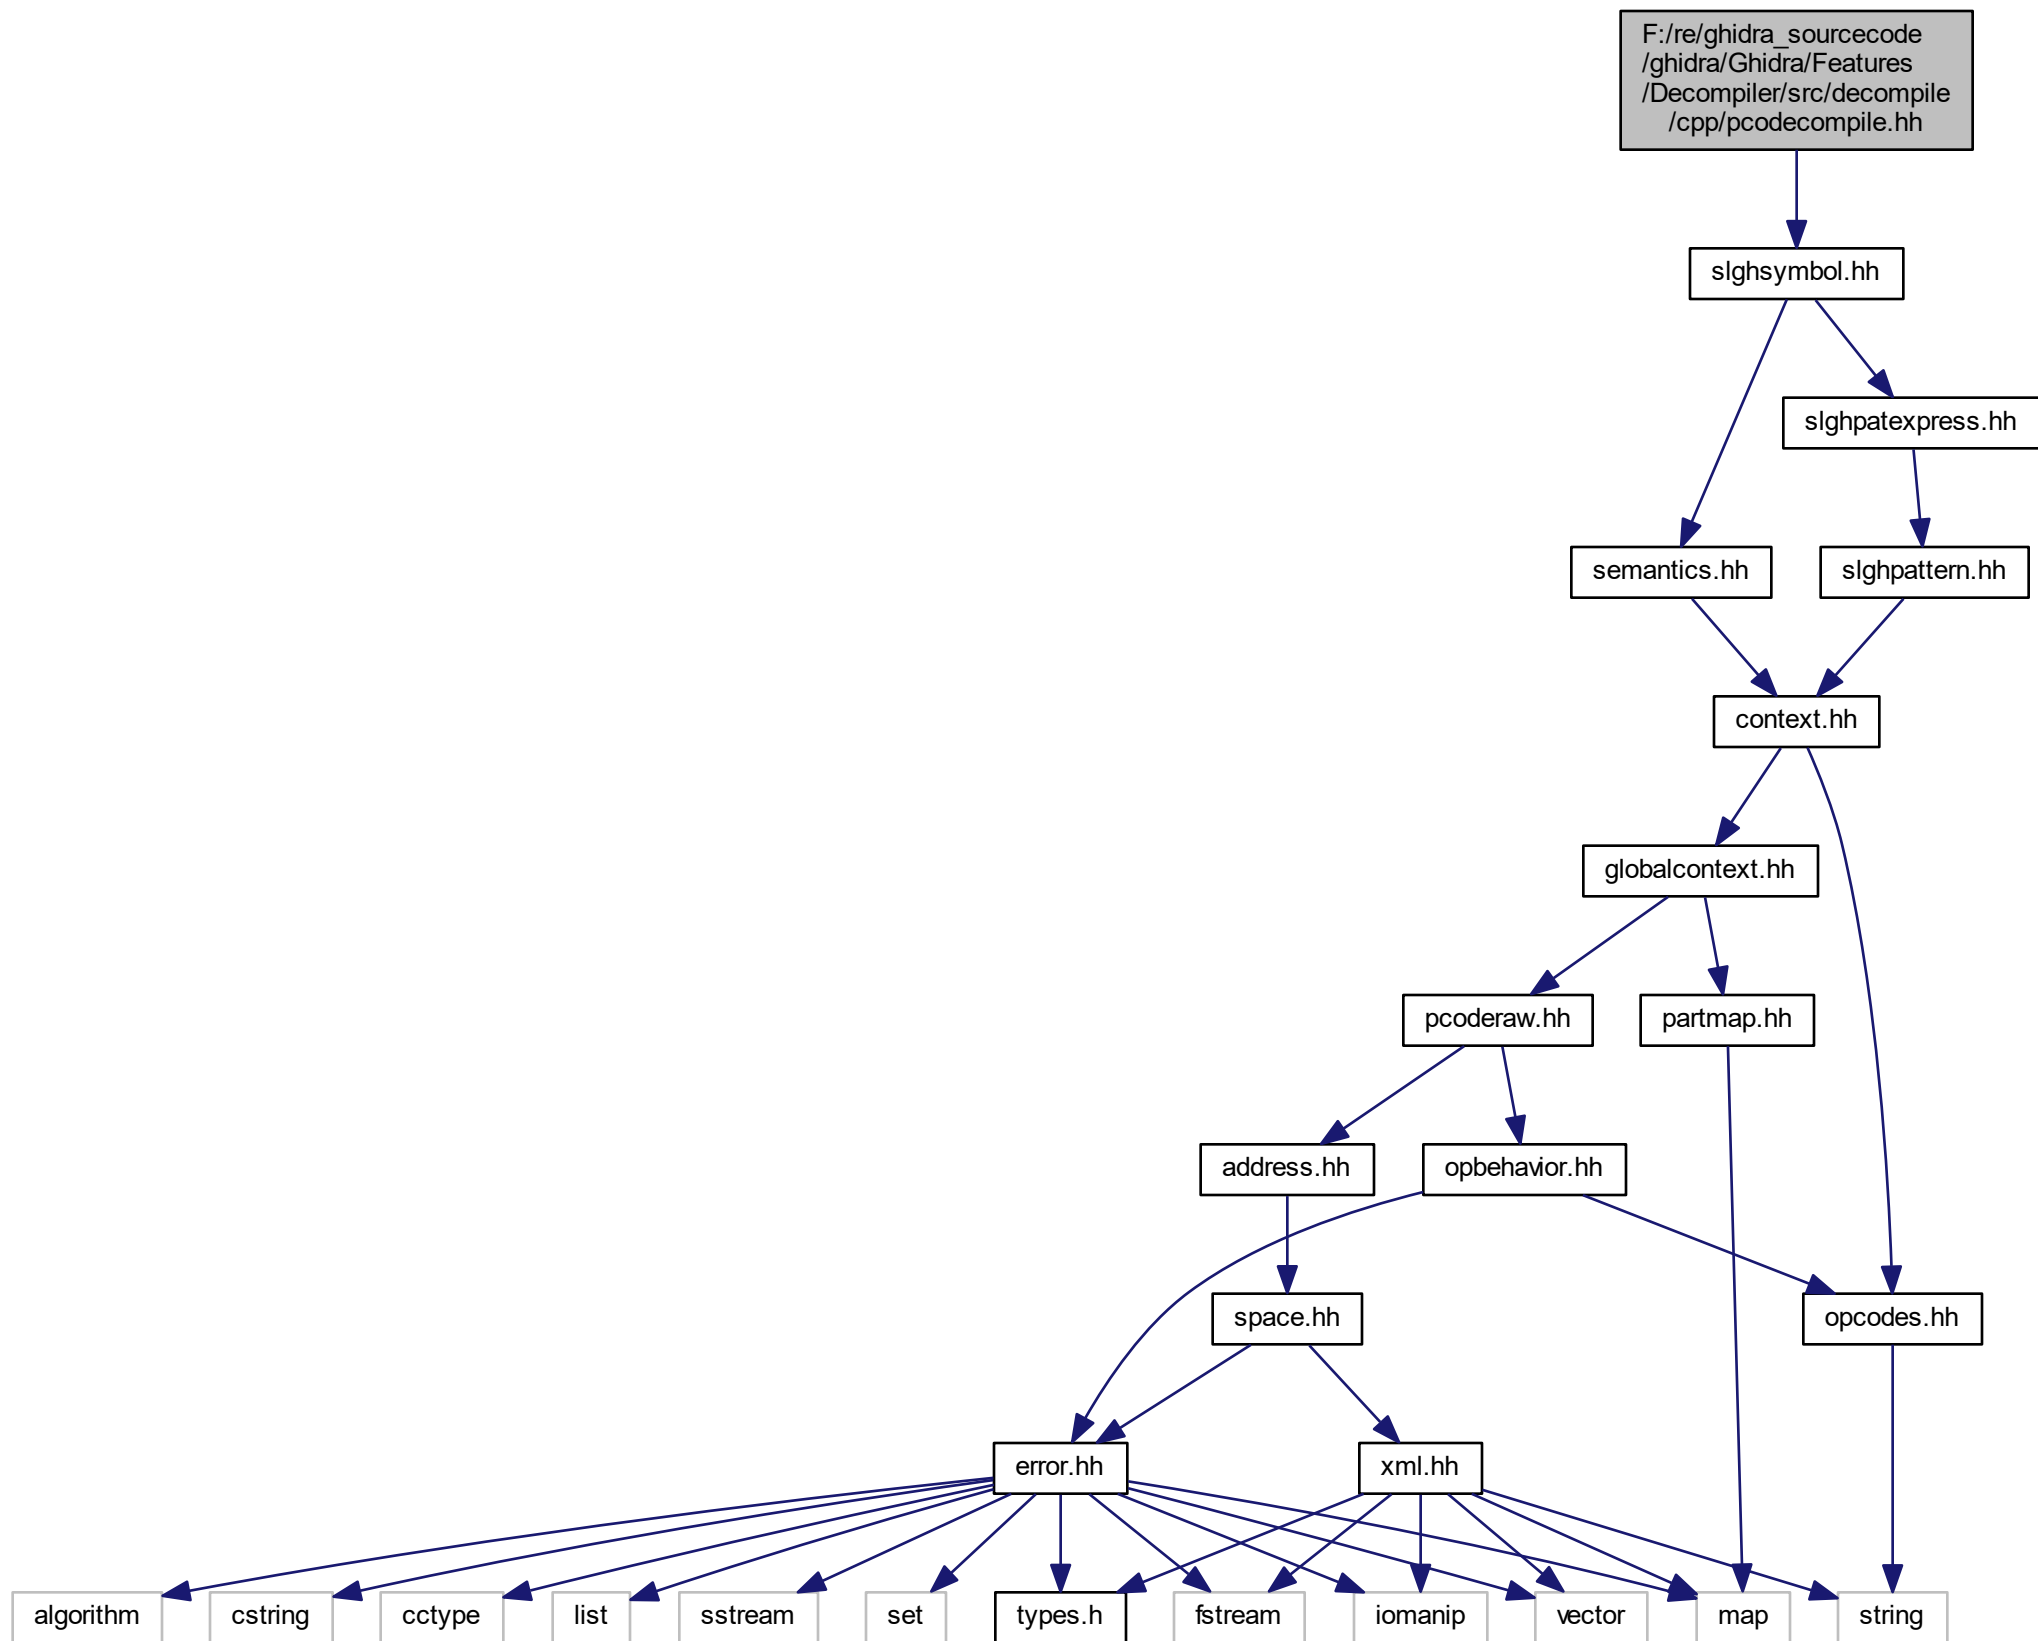 F:/re/ghidra_sourcecode
/ghidra/Ghidra/Features
/Decompiler/src/decompile
/cpp/pcodecompile.hh
slghsymbol.hh
slghpatexpress.hh
semantics.hh
slghpattern.hh
context.hh
globalcontext.hh
pcoderaw.hh
partmap.hh
address.hh
opbehavior.hh
space.hh
opcodes.hh
error.hh
xml.hh
algorithm
cstring
cctype
list
sstream
set
types.h
fstream
iomanip
vector
map
string